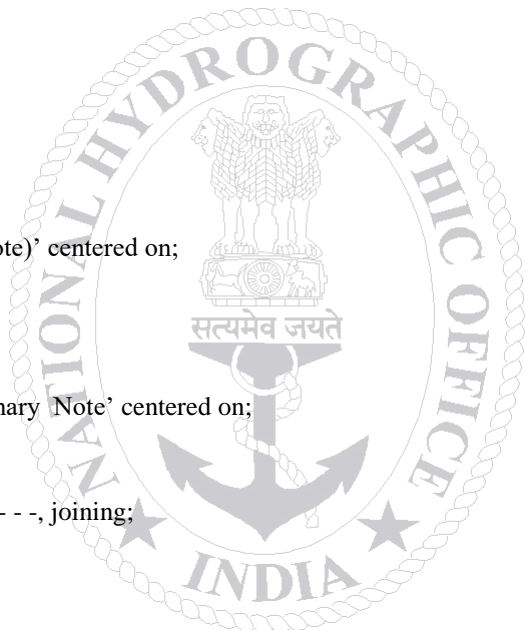 NATIONAL HYDROGRAPHIC OFFICE
ote)’ centered on;
सत्यमेव जयते
nary Note’ centered on;
- - -, joining;
INDIA